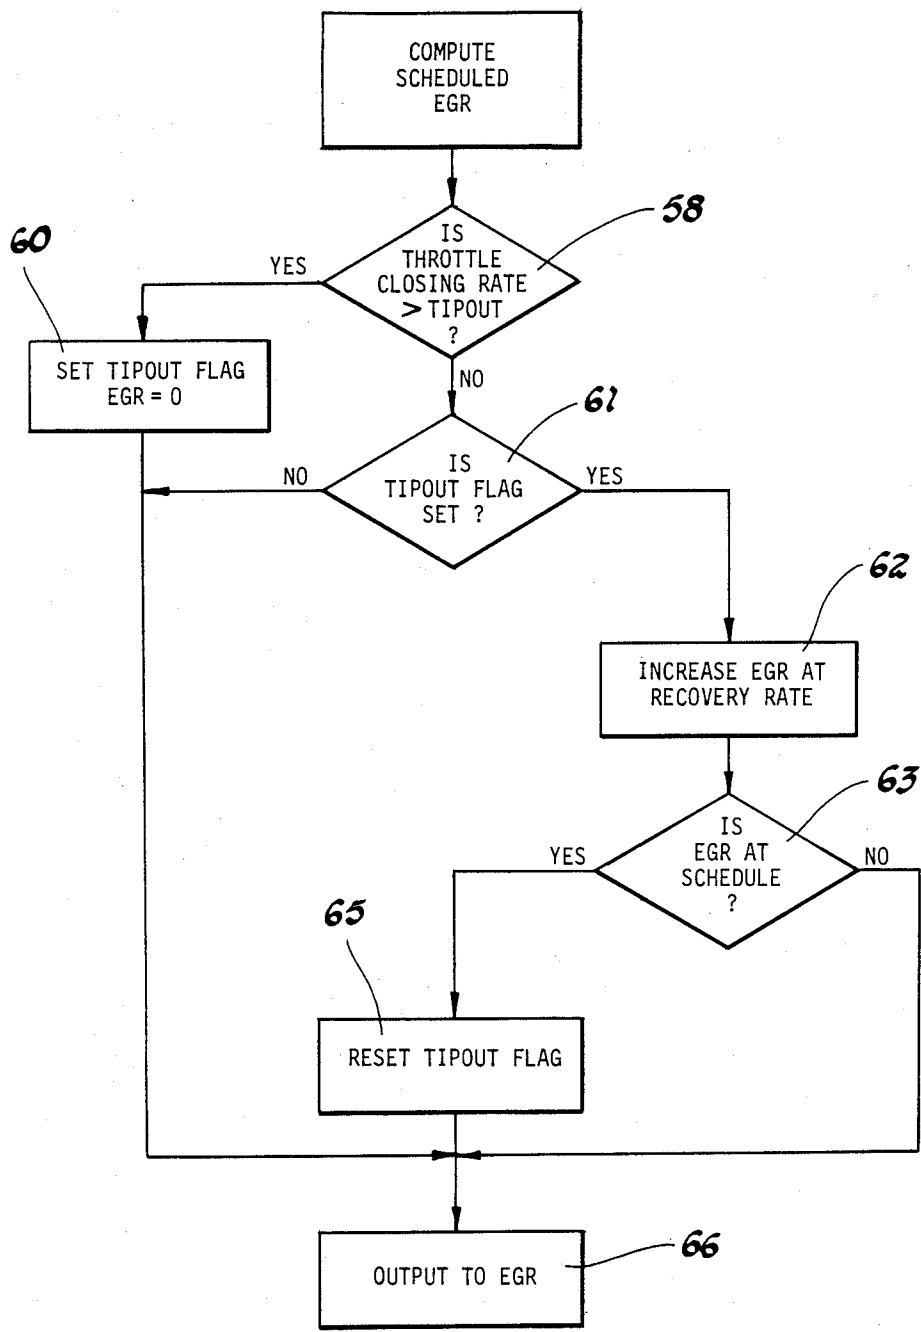 COMPUTE
SCHEDULED
EGR
58
IS
THROTTLE
CLOSING RATE
> TIPOUT
?
YES
60
SET TIPOUT FLAG
EGR = 0
NO
61
IS
TIPOUT FLAG
SET ?
NO
YES
62
INCREASE EGR AT
RECOVERY RATE
63
IS
EGR AT
SCHEDULE
?
YES
NO
65
RESET TIPOUT FLAG
66
OUTPUT TO EGR